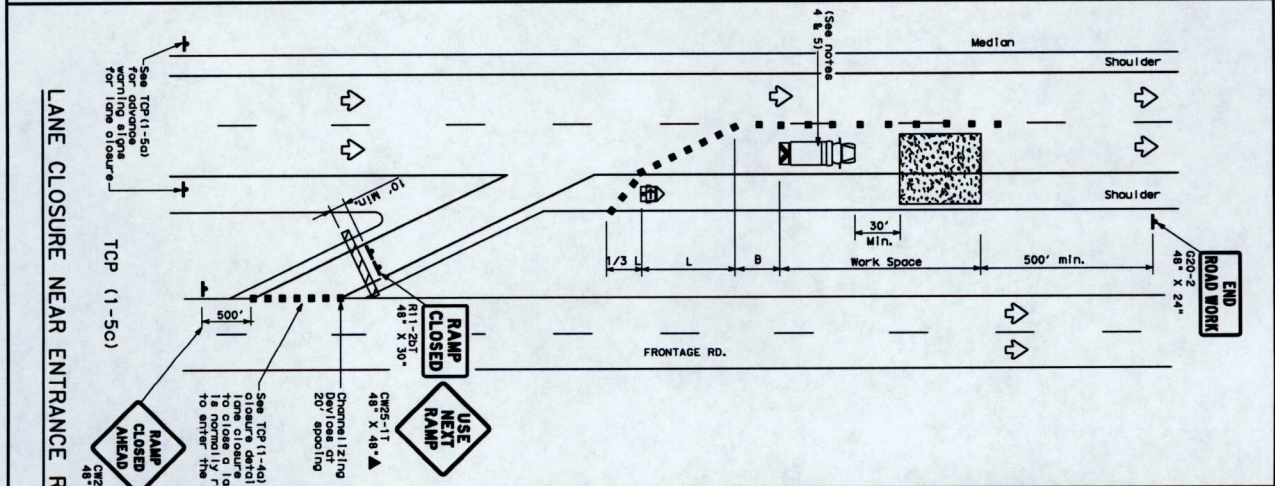 (See notes
4 & 5)
Median
Shoulder
See TCP (1-5a)
for advance
warning signs
for lane closure
10' Min.
Shoulder
30'
Min.
1/3 L
L
B
Work Space
500' min.
END
ROAD WORK
G20-2
48" X 24"
RAMP
CLOSED
R11-2bT
48" X 30"
500'
FRONTAGE RD.
USE
NEXT
RAMP
CW25-1T
48" X 48"▲
Channelizing
Devices at
20' spacing
See TCP (1-4a)
lane closure
to close a
is normally
to enter the
RAMP
CLOSED
AHEAD
48"
TCP (1-5c)
LANE CLOSURE NEAR ENTRANCE